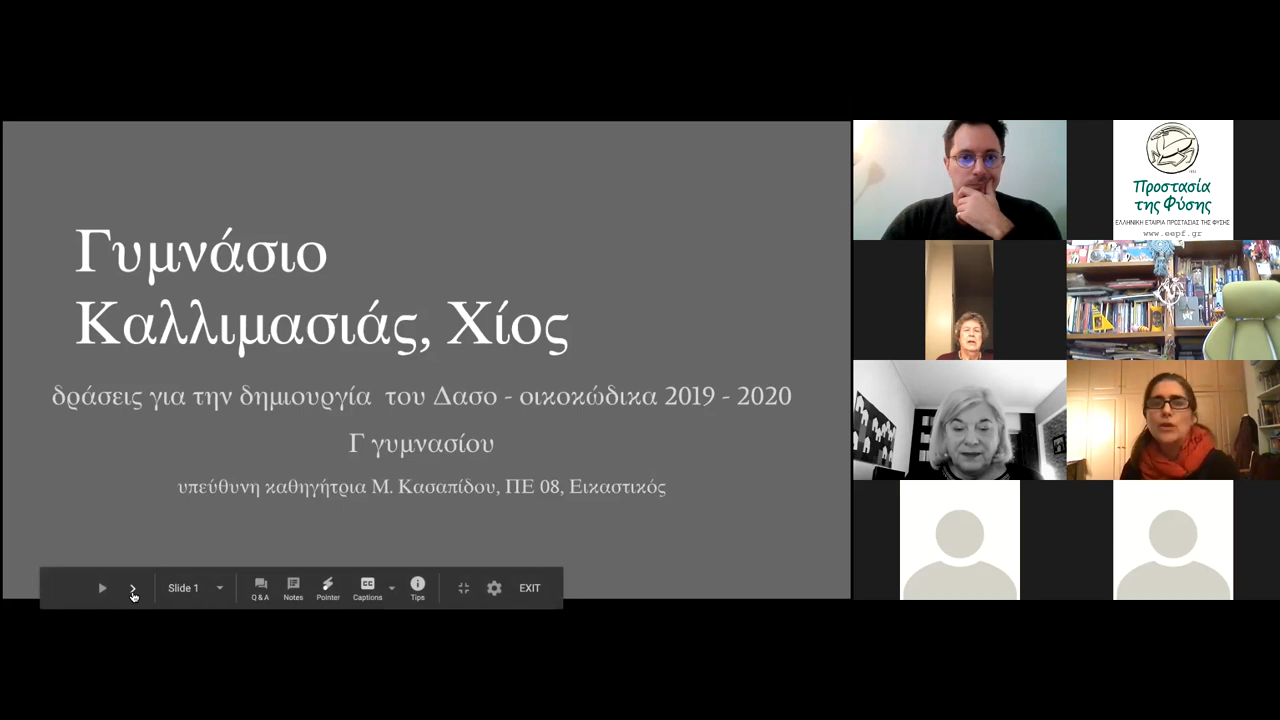 Γυμνάσιο
Καλλιμασιάς, Χίος
δράσεις για την δημιουργία του Δασο - οικοκώδικα 2019 - 2020
Γ γυμνασίου
υπεύθυνη καθηγήτρια Μ. Κασαπίδου, ΠΕ 08, Εικαστικός
Slide 1
Q & A
Notes
Pointer
CC
Captions
Tips
EXIT
Προστασία
της Φύσης
ΕΛΛΗΝΙΚΗ ΕΤΑΙΡΙΑ ΠΡΟΣΤΑΣΙΑΣ ΤΗΣ ΦΥΣΗΣ
www.eepf.gr